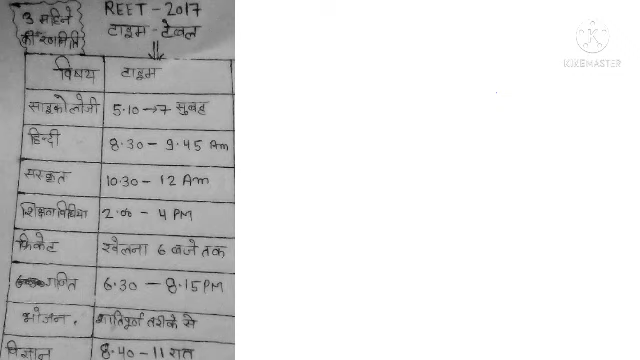 3 महिने
की रणनिति
REET - 2017
टाइम - टेबल
विषय टाइम
साइकोलोजी 5.10 → 7 सुबह
हिन्दी 8.30 - 9.45 Am
संस्कृत 10.30 - 12 Am
शिक्षण विधिया 2.00 - 4 PM
क्रिकेट खेलना 6 बजे तक
गणित 6.30 - 8.15 PM
भोजन. शांतिपूर्ण तरीके से
विज्ञान 8.40 - 11 रात
KINEMASTER